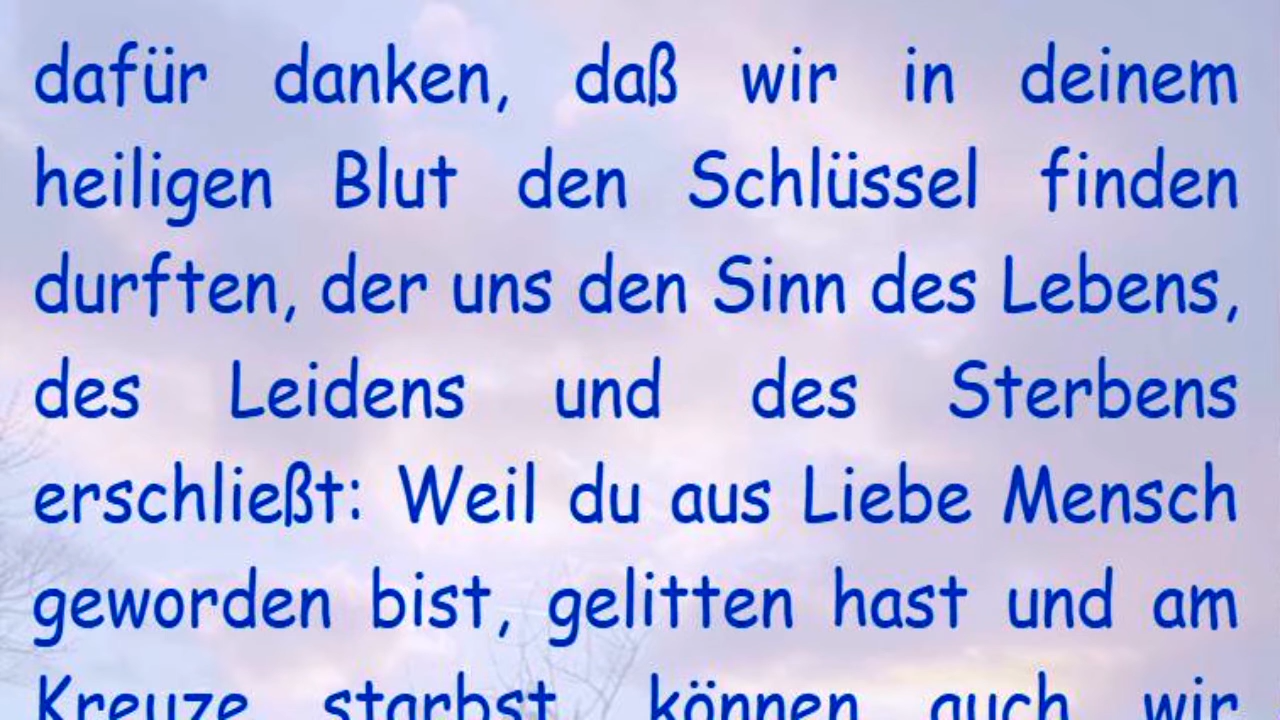 dafür danken, daß wir in deinem
heiligen Blut den Schlüssel finden
durften, der uns den Sinn des Lebens,
des Leidens und des Sterbens
erschließt: Weil du aus Liebe Mensch
geworden bist, gelitten hast und am
Kreuze starbst, können auch wir